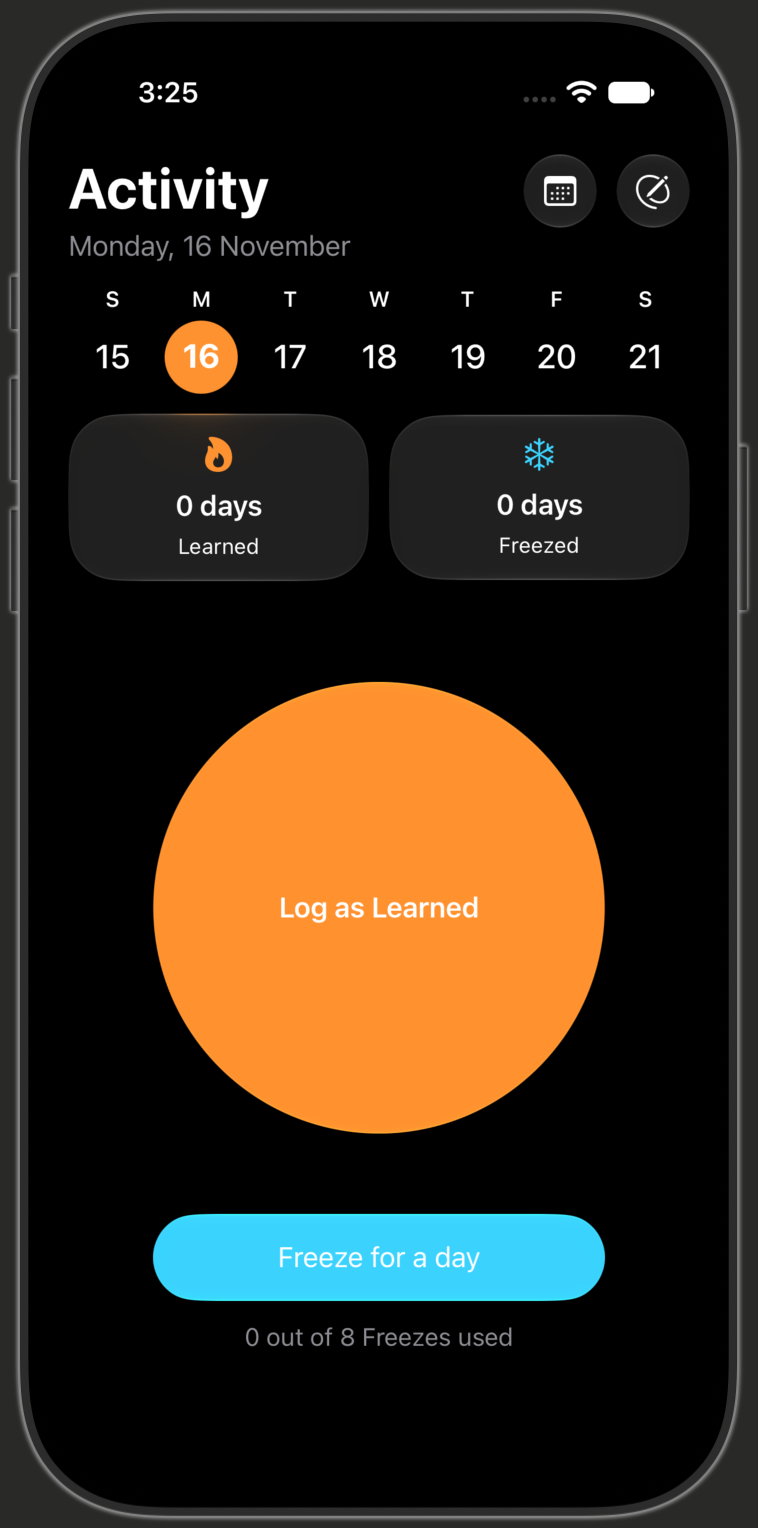 3:25
Activity
Monday, 16 November
S M T W T F S
15 16 17 18 19 20 21
0 days 0 days
Learned Freezed
Log as Learned
Freeze for a day
0 out of 8 Freezes used